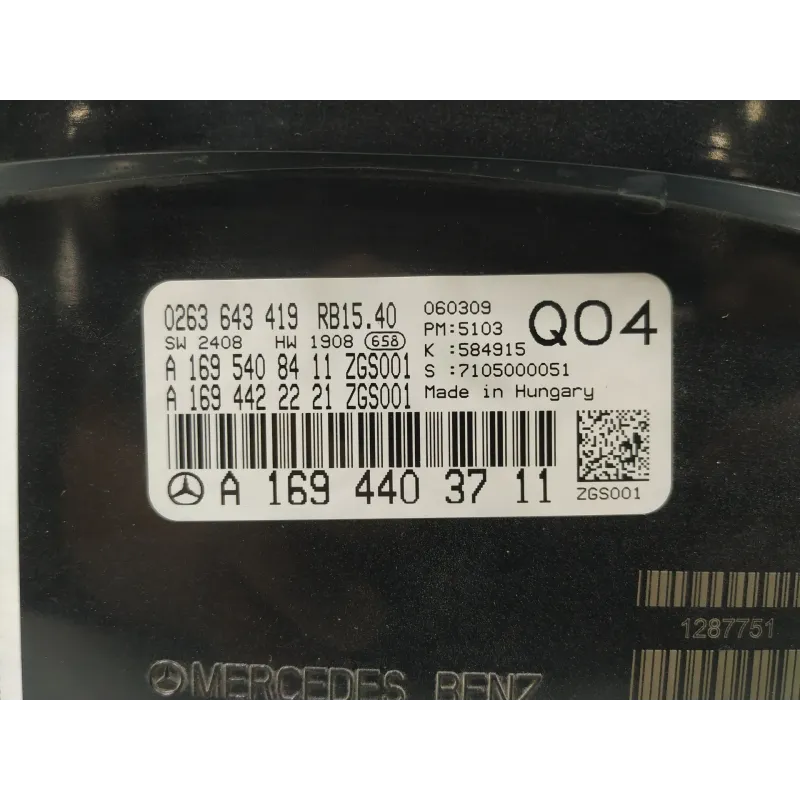 0263 643 419 RB15.40 060309 Q04
SW 2408 HW 1908 658 PM:5103
K :584915
A 169 540 84 11 ZGS001 S :7105000051
A 169 442 22 21 ZGS001 Made in Hungary
A 169 440 37 11 ZGS001
1287751
MERCEDES BENZ